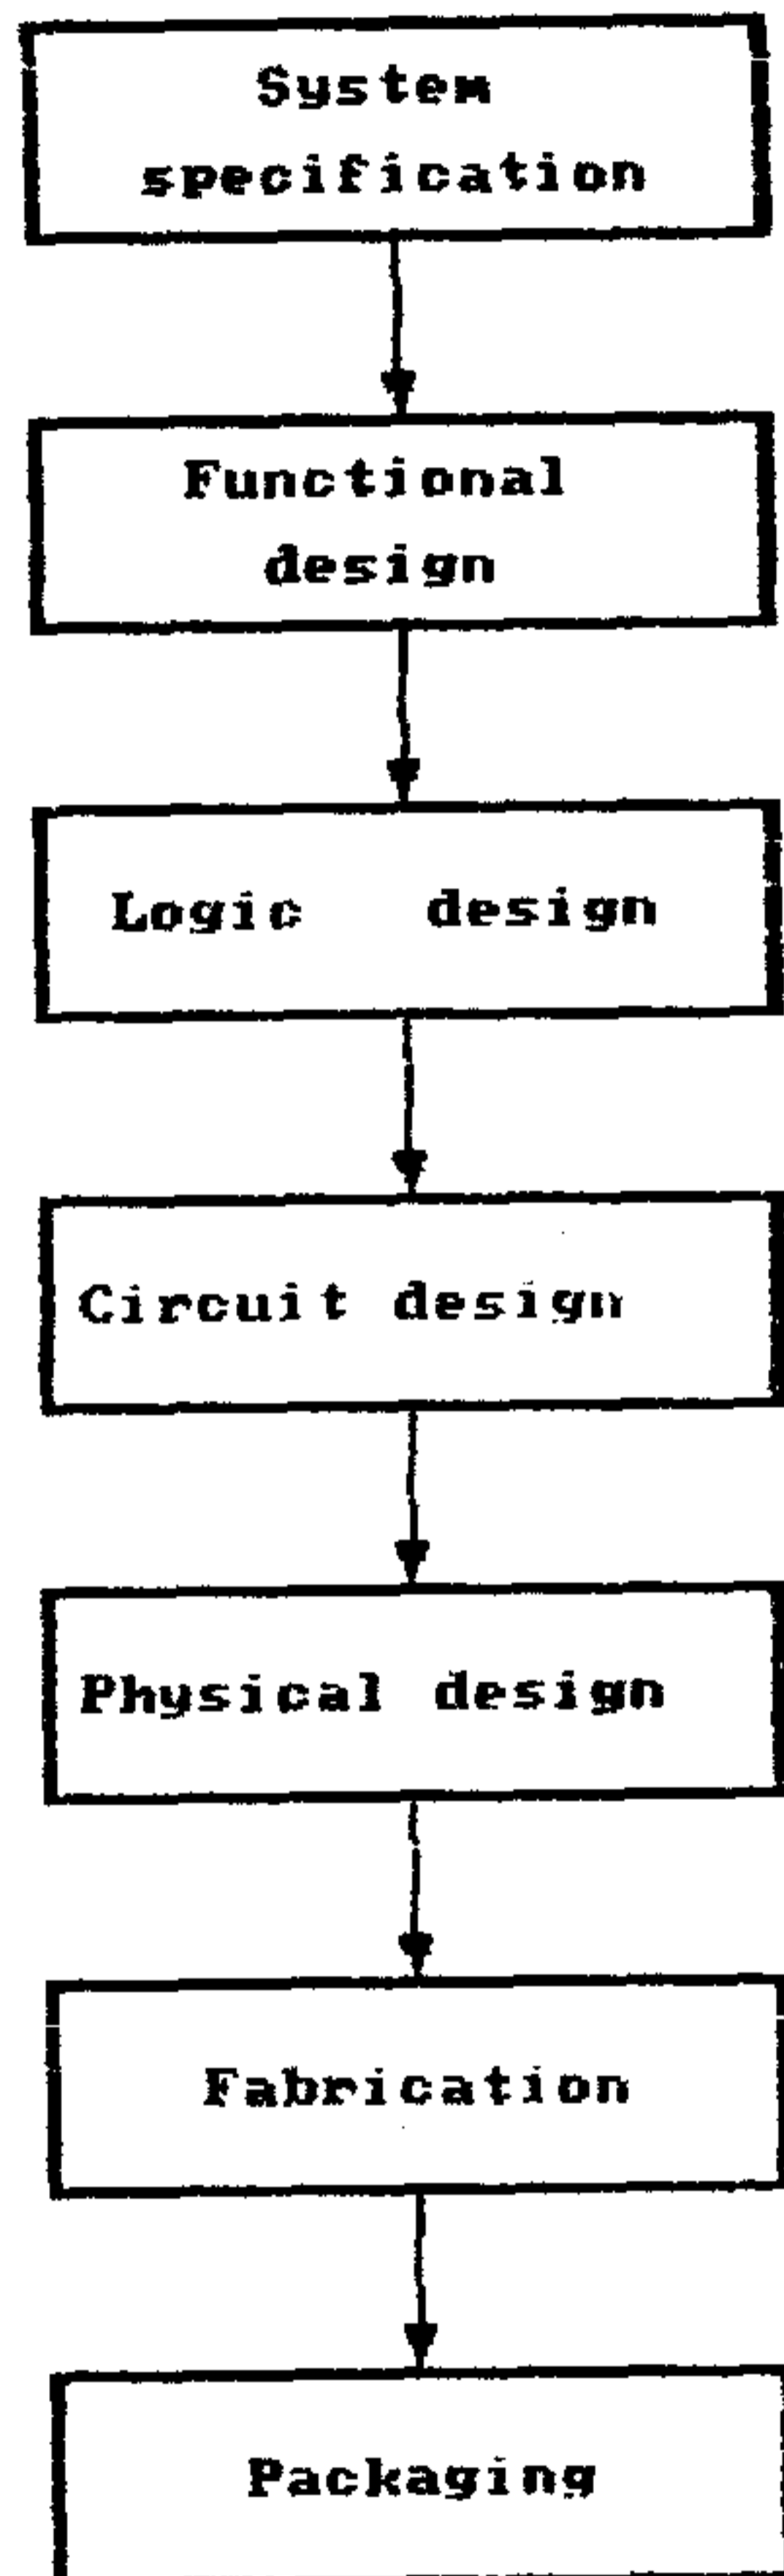 System
specification
Functional
design
Logic design
Circuit design
Physical design
Fabrication
Packaging